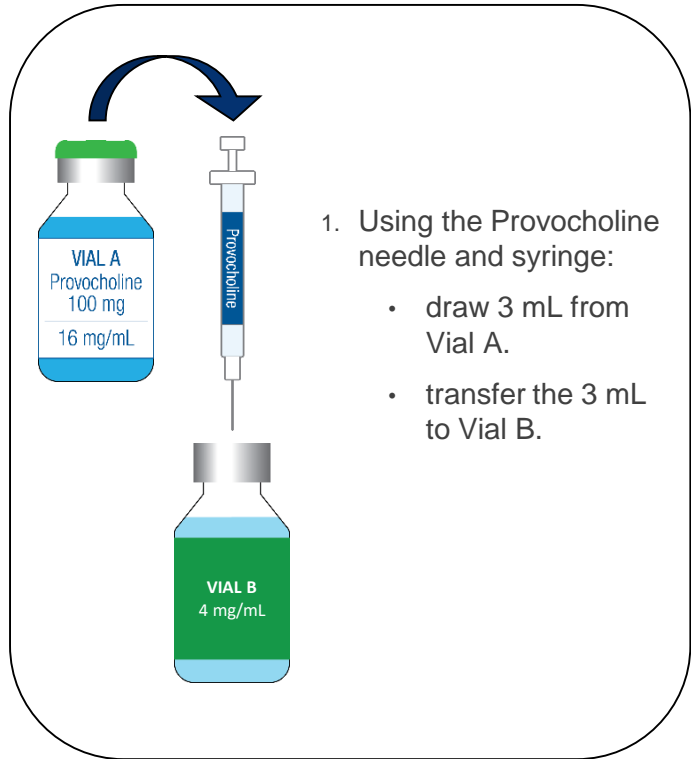 VIAL A
Provocholine
100 mg
16 mg/mL
Provocholine
1. Using the Provocholine
needle and syringe:
• draw 3 mL from
Vial A.
• transfer the 3 mL
to Vial B.
VIAL B
4 mg/mL